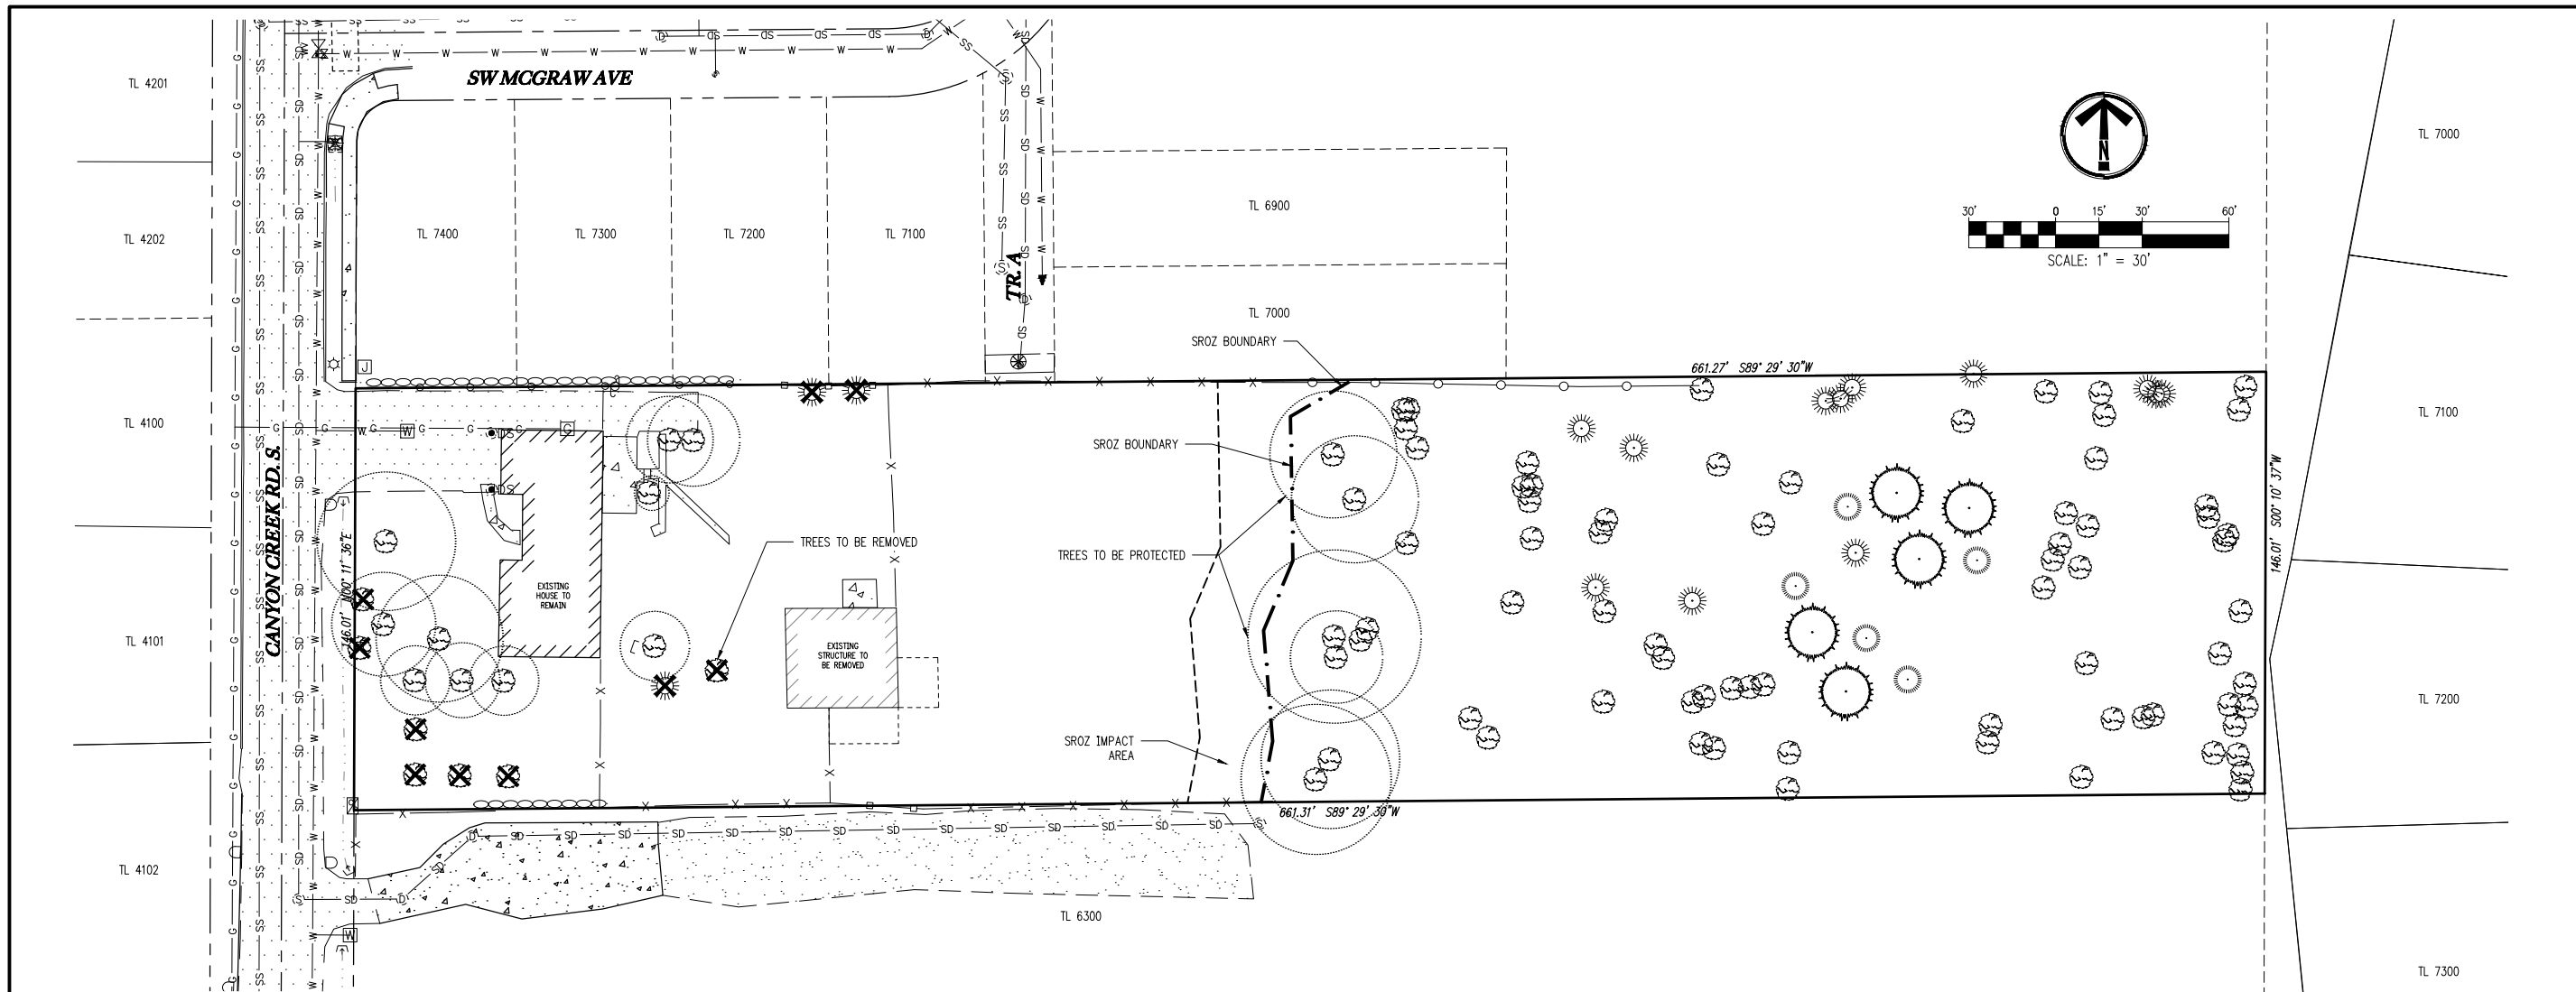 SW MCGRAW AVE
TL 4201
TL 4202
TL 4100
TL 4101
TL 4102
TL 7400
TL 7300
TL 7200
TL 7100
TR. A
TL 6900
TL 7000
N
30'
0
15'
30'
60'
SCALE: 1" = 30'
TL 7000
TL 7100
TL 7200
TL 7300
SROZ BOUNDARY
661.27' S89° 29' 30"W
SROZ BOUNDARY
CANYON CREEK RD. S.
146.01' N00° 11' 36"E
146.01' S00° 10' 37"W
TREES TO BE REMOVED
TREES TO BE PROTECTED
EXISTING
HOUSE TO
REMAIN
EXISTING
STRUCTURE TO
BE REMOVED
SROZ IMPACT
AREA
661.31' S89° 29' 30"W
TL 6300
J
G
W
DS
DS
SS
SD
W
G
X
S
D